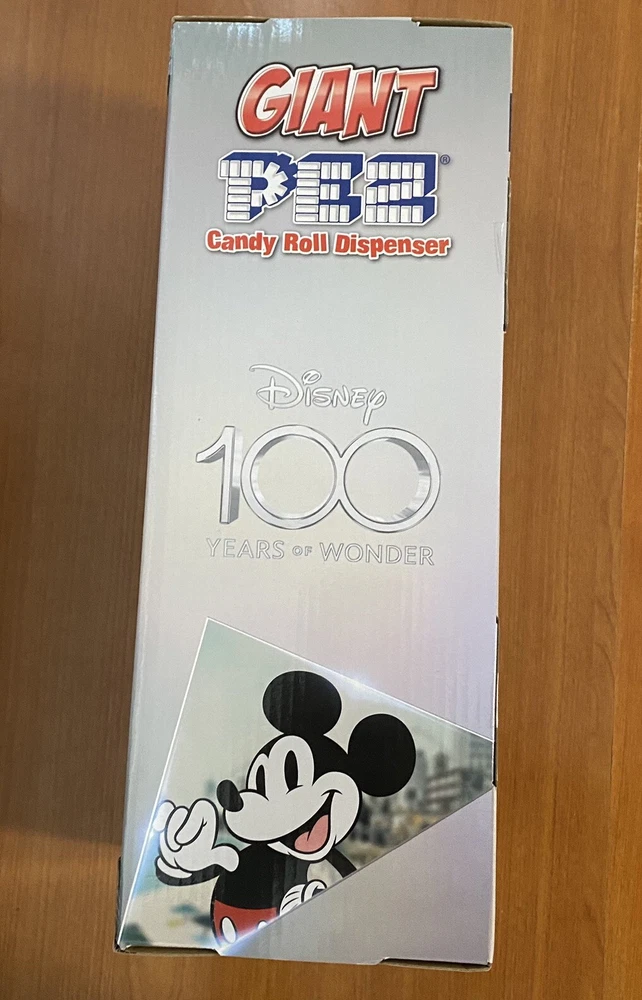 GIANT
PEZ®
Candy Roll Dispenser
Disney
100
YEARS OF WONDER